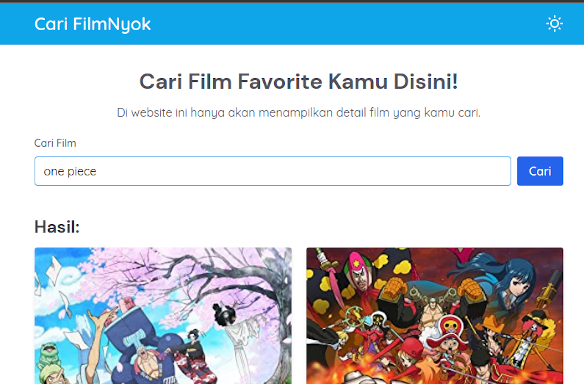 Cari FilmNyok
Cari Film Favorite Kamu Disini!
Di website ini hanya akan menampilkan detail film yang kamu cari.
Cari Film
one piece
Cari
Hasil: